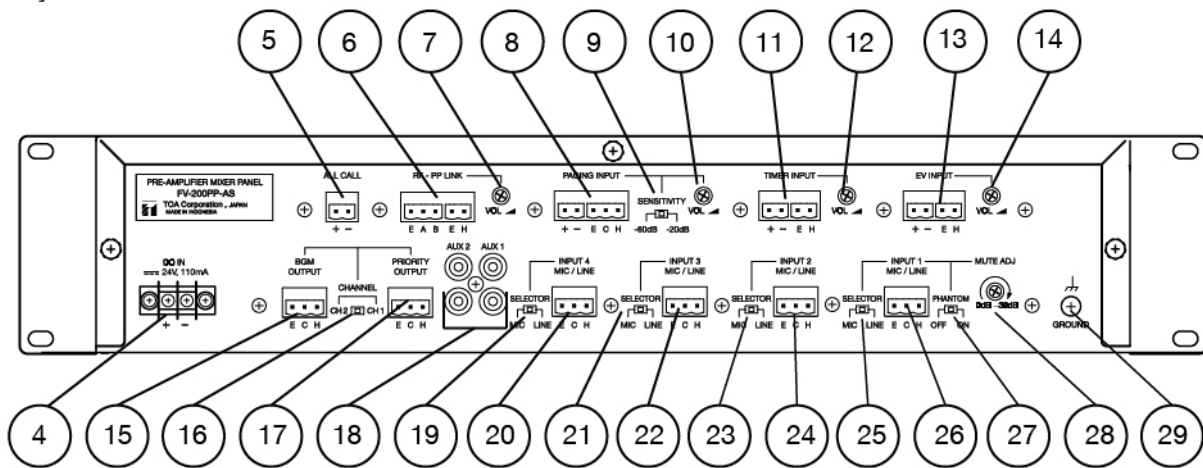 5 6 7 8 9 10 11 12 13 14
PRE-AMPLIFIER MIXER PANEL
FV-200PP-AS
TOA Corporation , JAPAN
MADE IN INDONESIA
ALL CALL
+ −
RX - PP LINK
E A B E H
VOL
PAGING INPUT
+ − E C H
SENSITIVITY
-60dB -20dB
VOL
TIMER INPUT
+ − E H
VOL
EV INPUT
E H
VOL
DC IN
24V, 110mA
+ −
BGM
OUTPUT
E C H
CHANNEL
CH 2 CH 1
PRIORITY
OUTPUT
E C H
AUX 2 AUX 1
INPUT 4
MIC / LINE
SELECTOR
MIC LINE
E C H
INPUT 3
MIC / LINE
SELECTOR
MIC LINE
E C H
INPUT 2
MIC / LINE
SELECTOR
MIC LINE
E C H
INPUT 1
MIC / LINE
SELECTOR
MIC LINE
E C H
PHANTOM
OFF ON
MUTE ADJ
0dB -30dB
GROUND
4 15 16 17 18 19 20 21 22 23 24 25 26 27 28 29